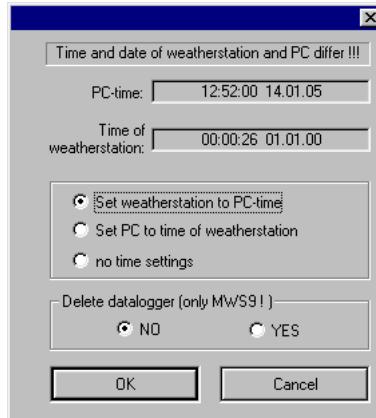 Time and date of weatherstation and PC differ !!!
PC-time: 12:52:00 14.01.05
Time of
weatherstation: 00:00:26 01.01.00
Set weatherstation to PC-time
Set PC to time of weatherstation
no time settings
Delete datalogger (only MWS9 ! )
NO YES
OK Cancel